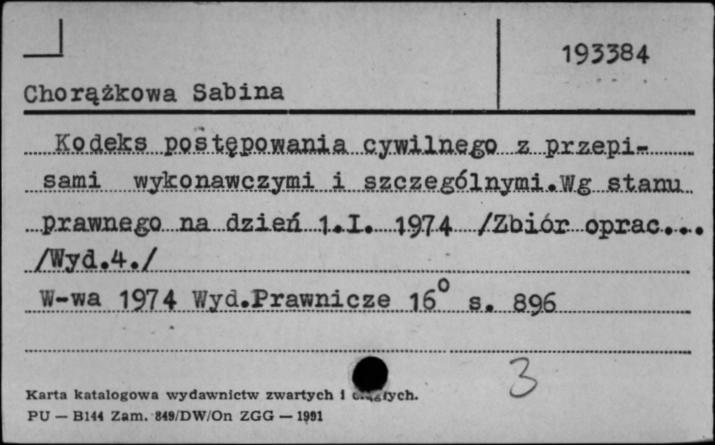 193384
Chorążkowa Sabina
Kodeks postępowania cywilnego z przepi-
sami wykonawczymi i szczególnymi.Wg stanu
prawnego na dzień 1.I. 1974 /Zbiór oprac...
/Wyd.4./
W-wa 1974 Wyd.Prawnicze 16° s. 896
3
Karta katalogowa wydawnictw zwartych i ciągłych.
PU — B144 Zam. 849/DW/On ZGG — 1991